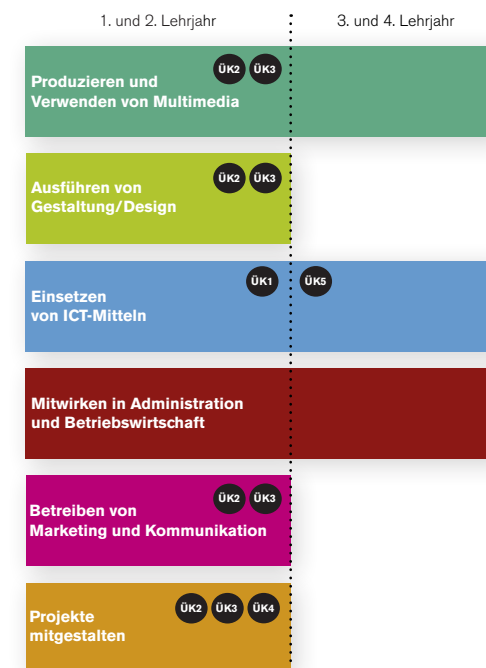 1. und 2. Lehrjahr
3. und 4. Lehrjahr
ÜK2 ÜK3
Produzieren und
Verwenden von Multimedia
ÜK2 ÜK3
Ausführen von
Gestaltung/Design
ÜK1 ÜK5
Einsetzen
von ICT-Mitteln
Mitwirken in Administration
und Betriebswirtschaft
ÜK2 ÜK3
Betreiben von
Marketing und Kommunikation
ÜK2 ÜK3 ÜK4
Projekte
mitgestalten